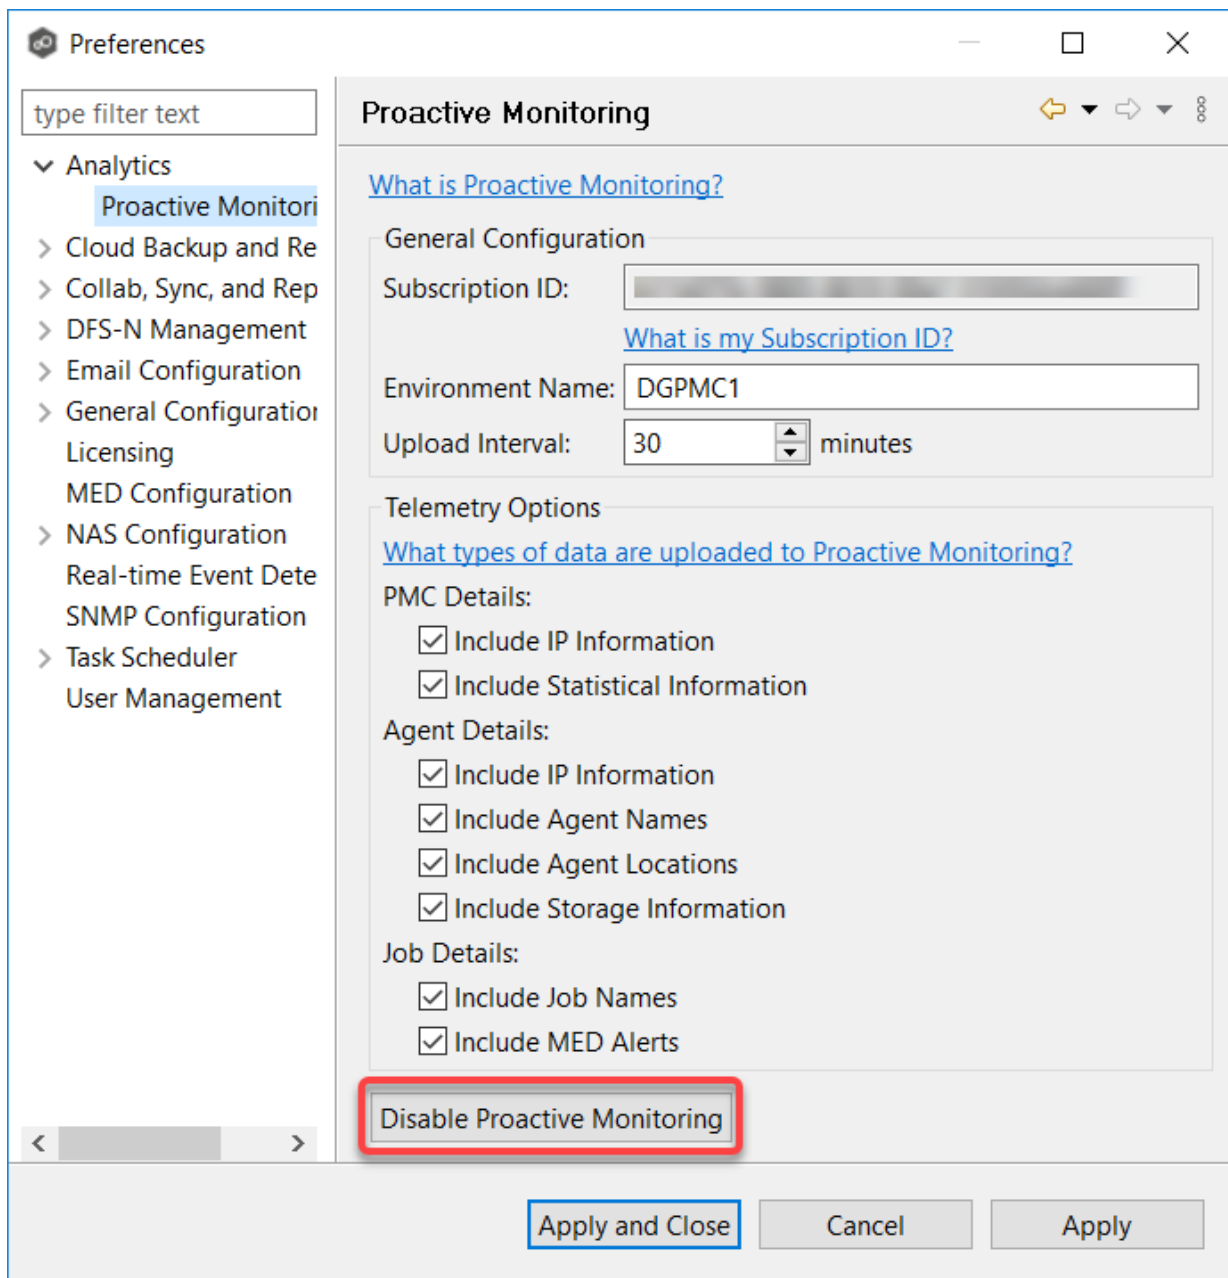 Preferences
type filter text
Analytics
Proactive Monitori
Cloud Backup and Re
Collab, Sync, and Rep
DFS-N Management
Email Configuration
General Configuration
Licensing
MED Configuration
NAS Configuration
Real-time Event Dete
SNMP Configuration
Task Scheduler
User Management
Proactive Monitoring
What is Proactive Monitoring?
General Configuration
Subscription ID:
What is my Subscription ID?
Environment Name: DGPMC1
Upload Interval: 30 minutes
Telemetry Options
What types of data are uploaded to Proactive Monitoring?
PMC Details:
Include IP Information
Include Statistical Information
Agent Details:
Include IP Information
Include Agent Names
Include Agent Locations
Include Storage Information
Job Details:
Include Job Names
Include MED Alerts
Disable Proactive Monitoring
Apply and Close Cancel Apply